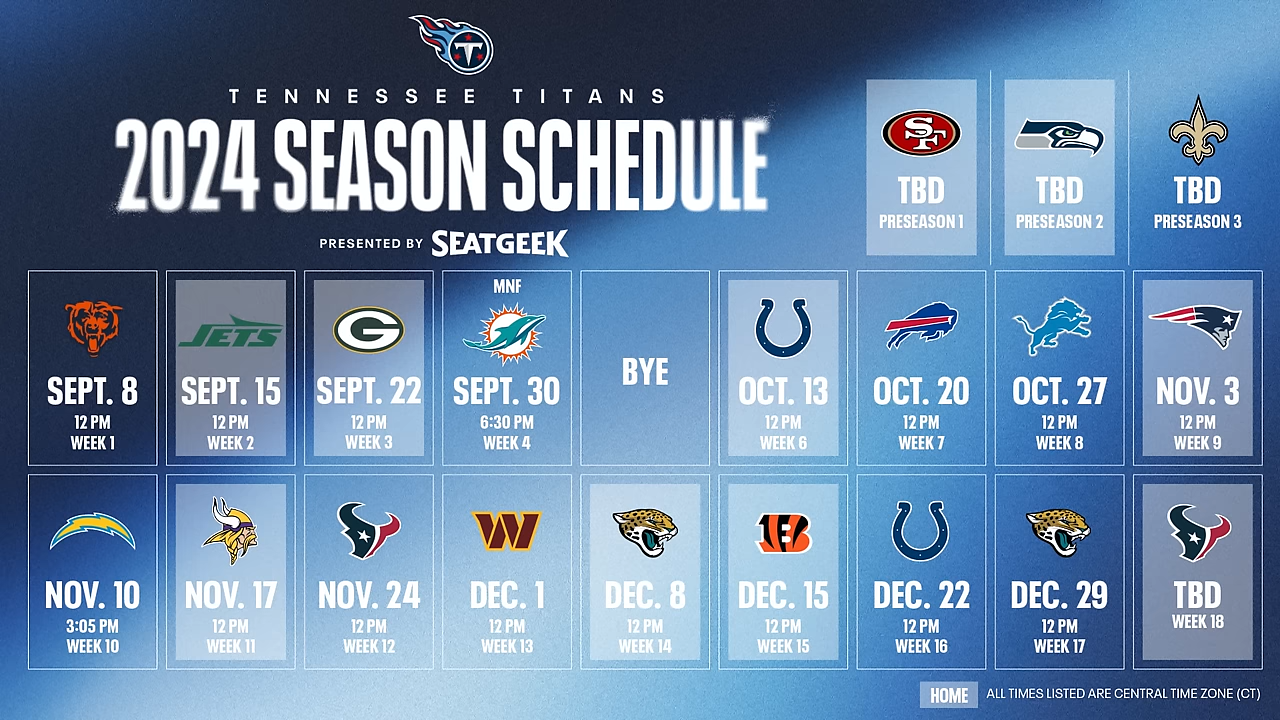 TENNESSEE TITANS
2024 SEASON SCHEDULE
PRESENTED BY SEATGEEK
SF
TBD
PRESEASON 1
TBD
PRESEASON 2
TBD
PRESEASON 3
SEPT. 8
12 PM
WEEK 1
JETS
SEPT. 15
12 PM
WEEK 2
G
SEPT. 22
12 PM
WEEK 3
MNF
SEPT. 30
6:30 PM
WEEK 4
BYE
OCT. 13
12 PM
WEEK 6
OCT. 20
12 PM
WEEK 7
OCT. 27
12 PM
WEEK 8
NOV. 3
12 PM
WEEK 9
NOV. 10
3:05 PM
WEEK 10
NOV. 17
12 PM
WEEK 11
NOV. 24
12 PM
WEEK 12
W
DEC. 1
12 PM
WEEK 13
DEC. 8
12 PM
WEEK 14
B
DEC. 15
12 PM
WEEK 15
DEC. 22
12 PM
WEEK 16
DEC. 29
12 PM
WEEK 17
TBD
WEEK 18
HOME ALL TIMES LISTED ARE CENTRAL TIME ZONE (CT)